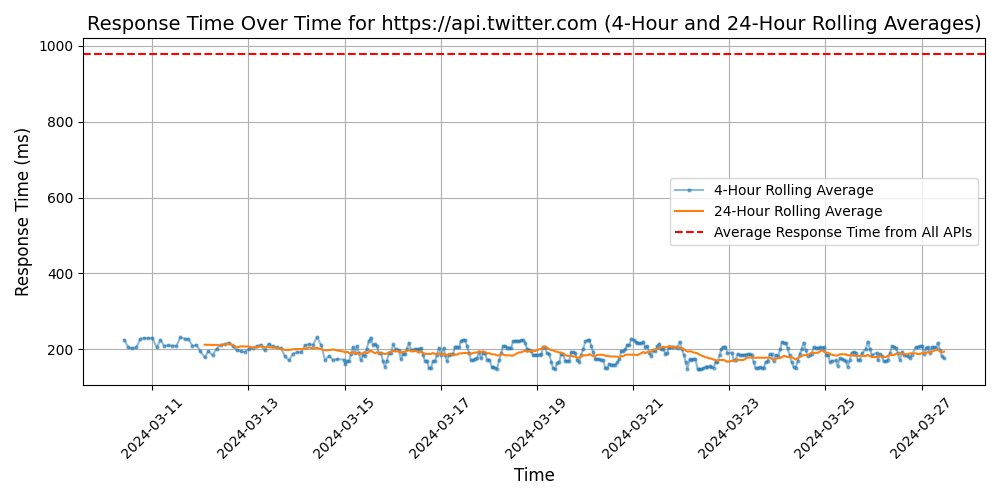 Response Time Over Time for https://api.twitter.com (4-Hour and 24-Hour Rolling Averages)
Response Time (ms)
1000
800
600
400
200
4-Hour Rolling Average
24-Hour Rolling Average
Average Response Time from All APIs
2024-03-11
2024-03-13
2024-03-15
2024-03-17
2024-03-19
2024-03-21
2024-03-23
2024-03-25
2024-03-27
Time